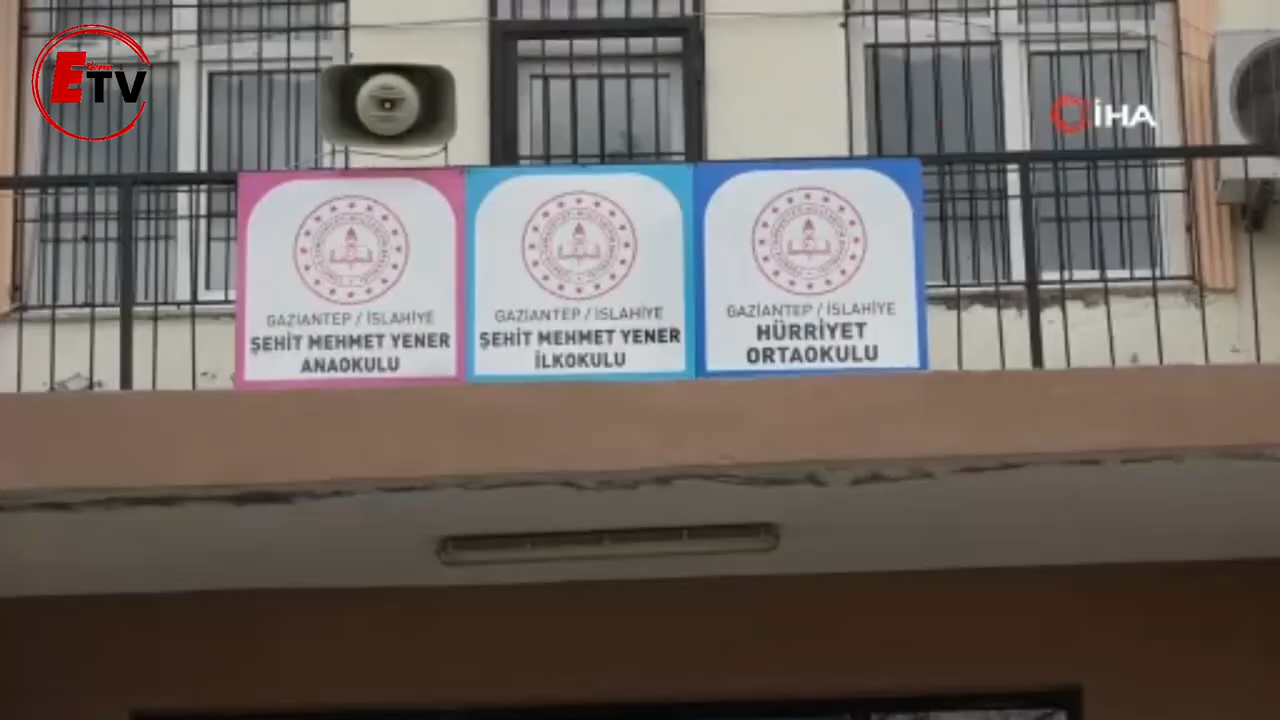 ETV
İHA
GAZİANTEP / İSLAHİYE
ŞEHİT MEHMET YENER
ANAOKULU
GAZİANTEP / İSLAHİYE
ŞEHİT MEHMET YENER
İLKOKULU
GAZİANTEP / İSLAHİYE
HÜRRİYET
ORTAOKULU